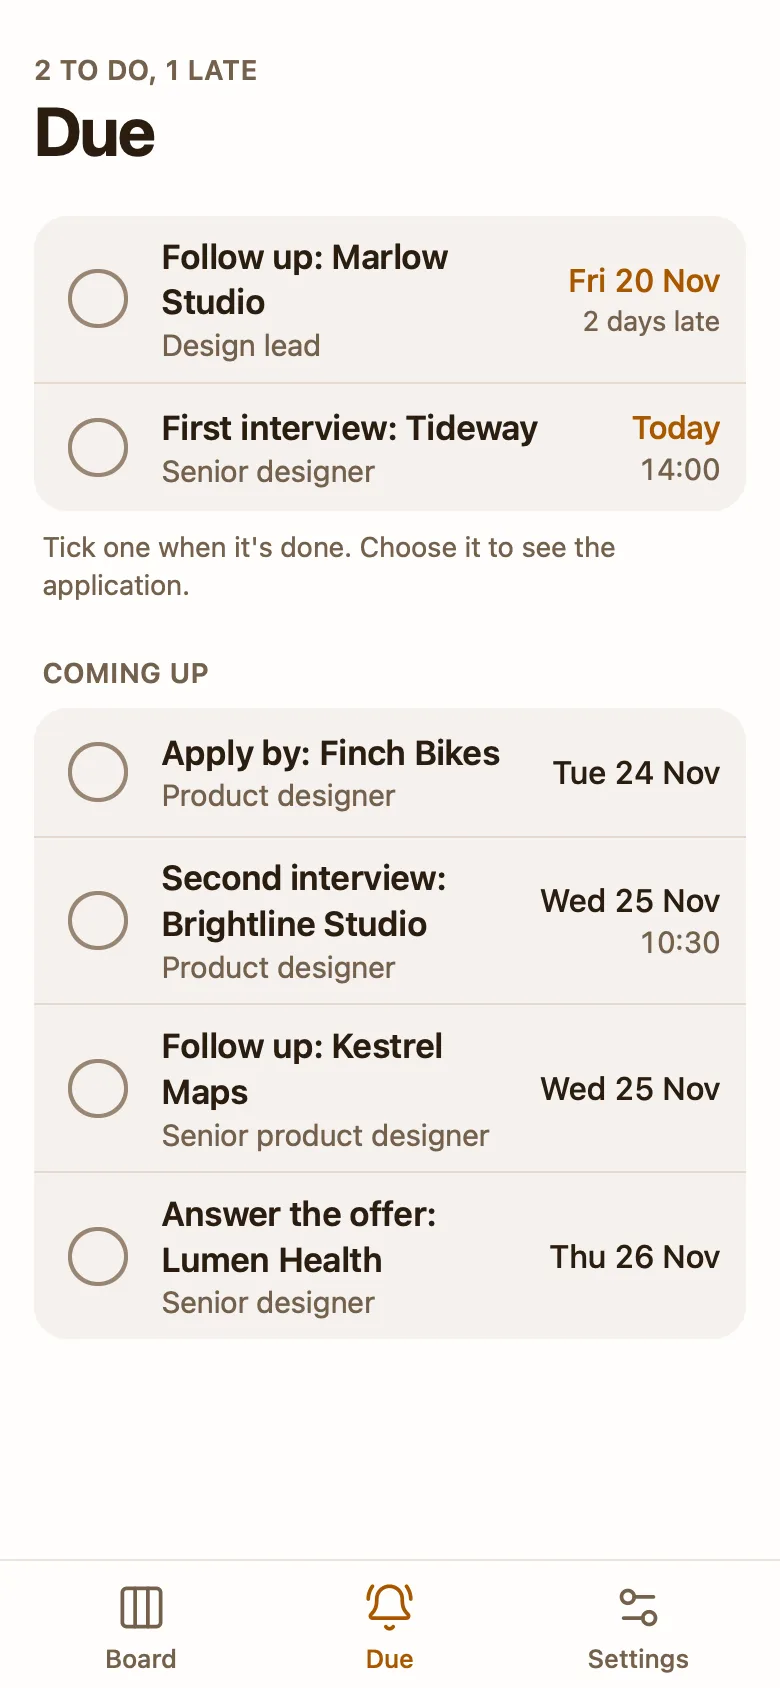 2 TO DO, 1 LATE
Due
Follow up: Marlow
Studio
Design lead
Fri 20 Nov
2 days late
First interview: Tideway
Senior designer
Today
14:00
Tick one when it's done. Choose it to see the
application.
COMING UP
Apply by: Finch Bikes
Product designer
Tue 24 Nov
Second interview:
Brightline Studio
Product designer
Wed 25 Nov
10:30
Follow up: Kestrel
Maps
Senior product designer
Wed 25 Nov
Answer the offer:
Lumen Health
Senior designer
Thu 26 Nov
Board
Due
Settings